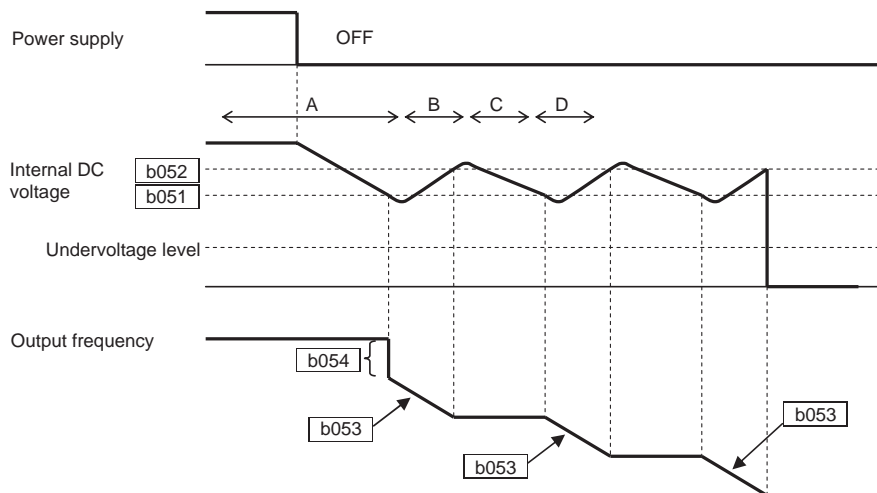 Power supply
OFF
A
B
C
D
Internal DC
voltage
b052
b051
Undervoltage level
Output frequency
b054
b053
b053
b053